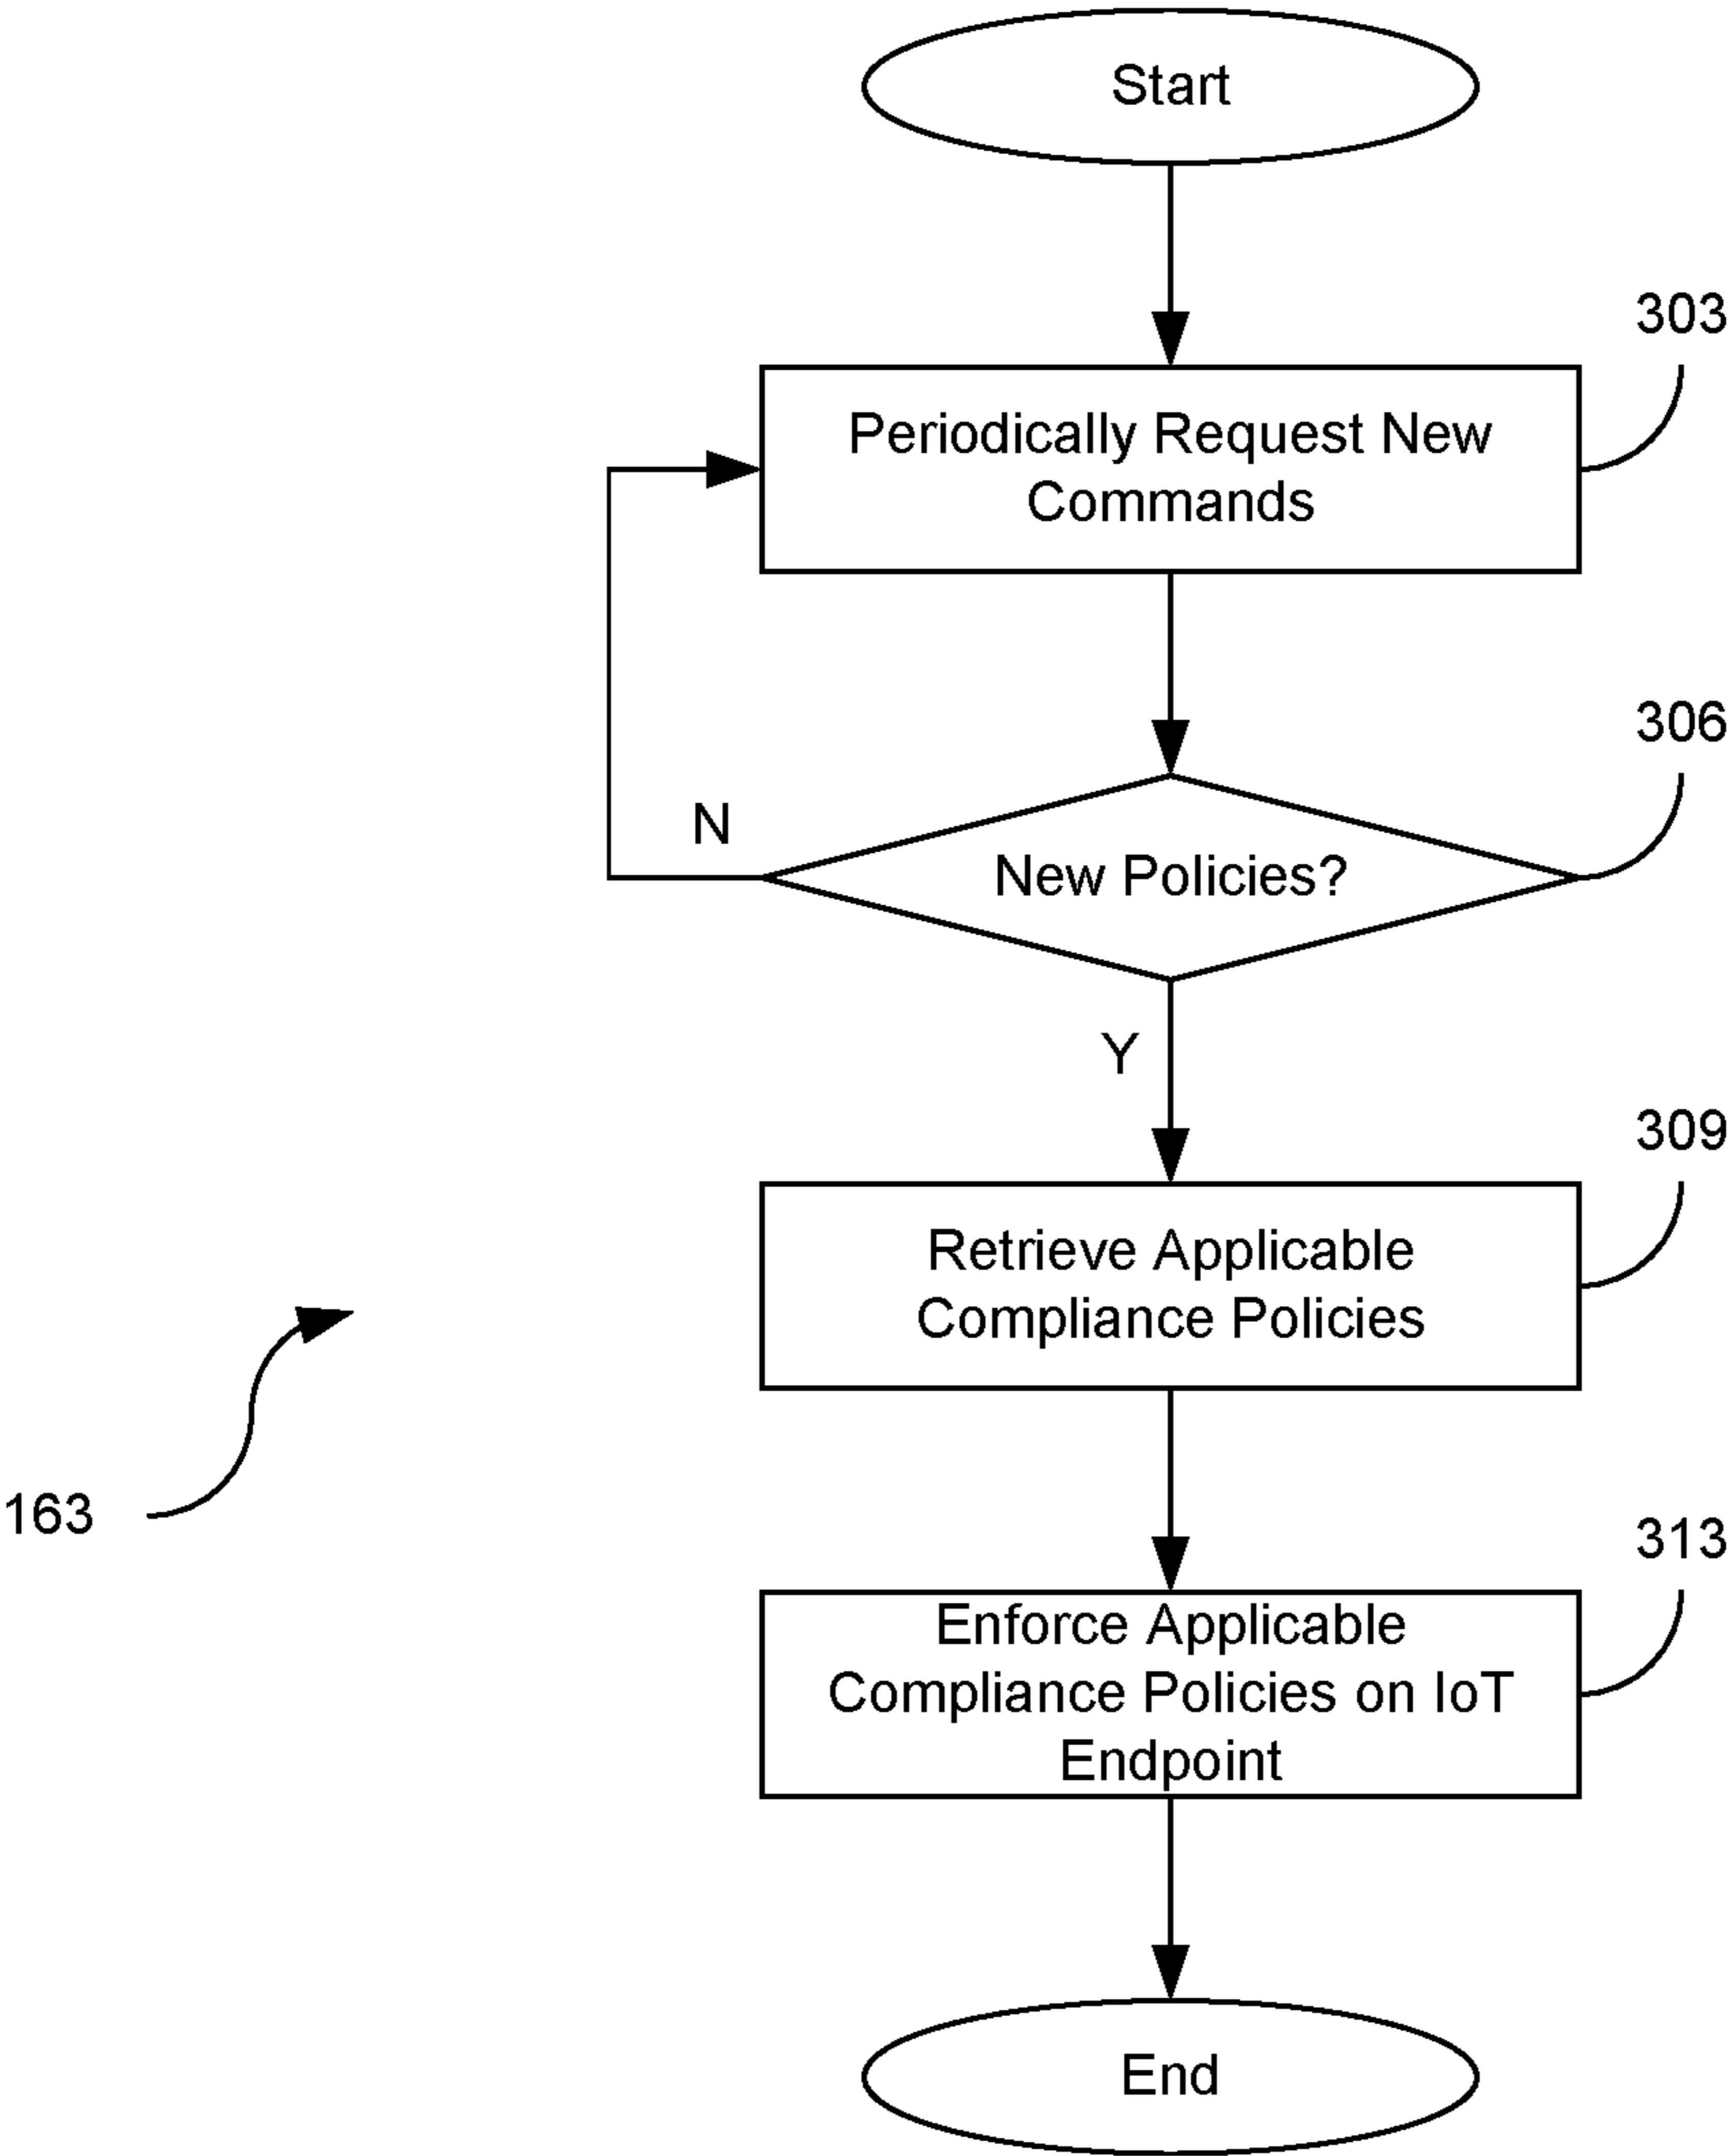 Start
303
Periodically Request New
Commands
306
N
New Policies?
Y
309
Retrieve Applicable
Compliance Policies
163
313
Enforce Applicable
Compliance Policies on IoT
Endpoint
End